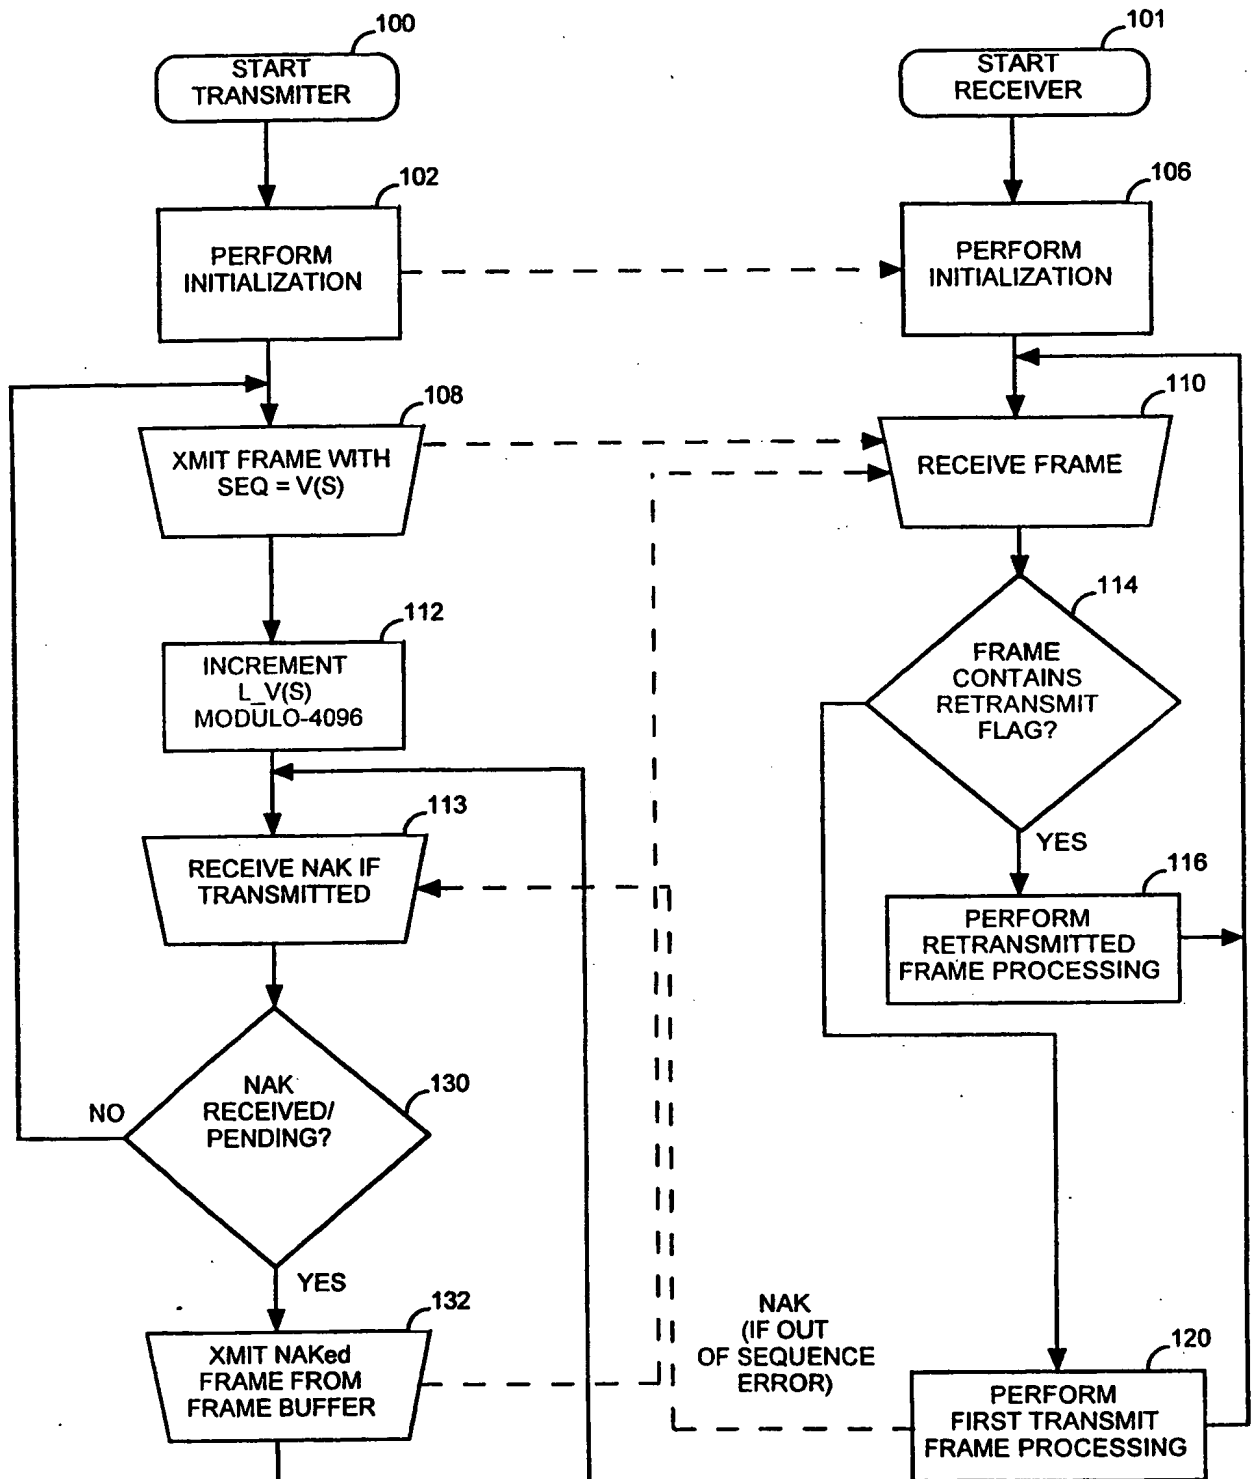 100
START
TRANSMITER
101
START
RECEIVER
102
PERFORM
INITIALIZATION
106
PERFORM
INITIALIZATION
108
XMIT FRAME WITH
SEQ = V(S)
110
RECEIVE FRAME
112
INCREMENT
L_V(S)
MODULO-4096
114
FRAME
CONTAINS
RETRANSMIT
FLAG?
YES
113
RECEIVE NAK IF
TRANSMITTED
116
PERFORM
RETRANSMITTED
FRAME PROCESSING
130
NAK
RECEIVED/
PENDING?
NO
YES
132
XMIT NAKed
FRAME FROM
FRAME BUFFER
NAK
(IF OUT
OF SEQUENCE
ERROR)
120
PERFORM
FIRST TRANSMIT
FRAME PROCESSING